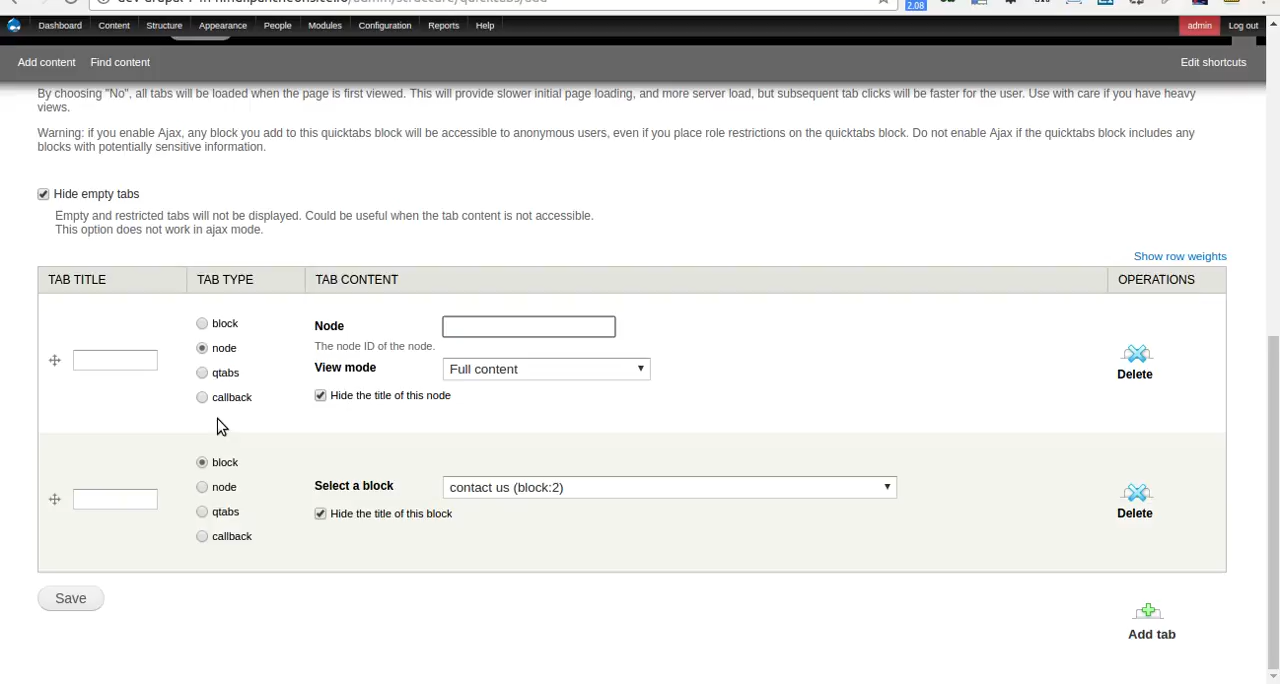 2.08
Dashboard Content Structure Appearance People Modules Configuration Reports Help admin Log out
Add content Find content Edit shortcuts
By choosing "No", all tabs will be loaded when the page is first viewed. This will provide slower initial page loading, and more server load, but subsequent tab clicks will be faster for the user. Use with care if you have heavy
views.
Warning: if you enable Ajax, any block you add to this quicktabs block will be accessible to anonymous users, even if you place role restrictions on the quicktabs block. Do not enable Ajax if the quicktabs block includes any
blocks with potentially sensitive information.
Hide empty tabs
Empty and restricted tabs will not be displayed. Could be useful when the tab content is not accessible.
This option does not work in ajax mode.
Show row weights
TAB TITLE TAB TYPE TAB CONTENT OPERATIONS
block
node
qtabs
callback
Node
The node ID of the node.
View mode Full content
Hide the title of this node
Delete
block
node
qtabs
callback
Select a block contact us (block:2)
Hide the title of this block
Delete
Save
Add tab